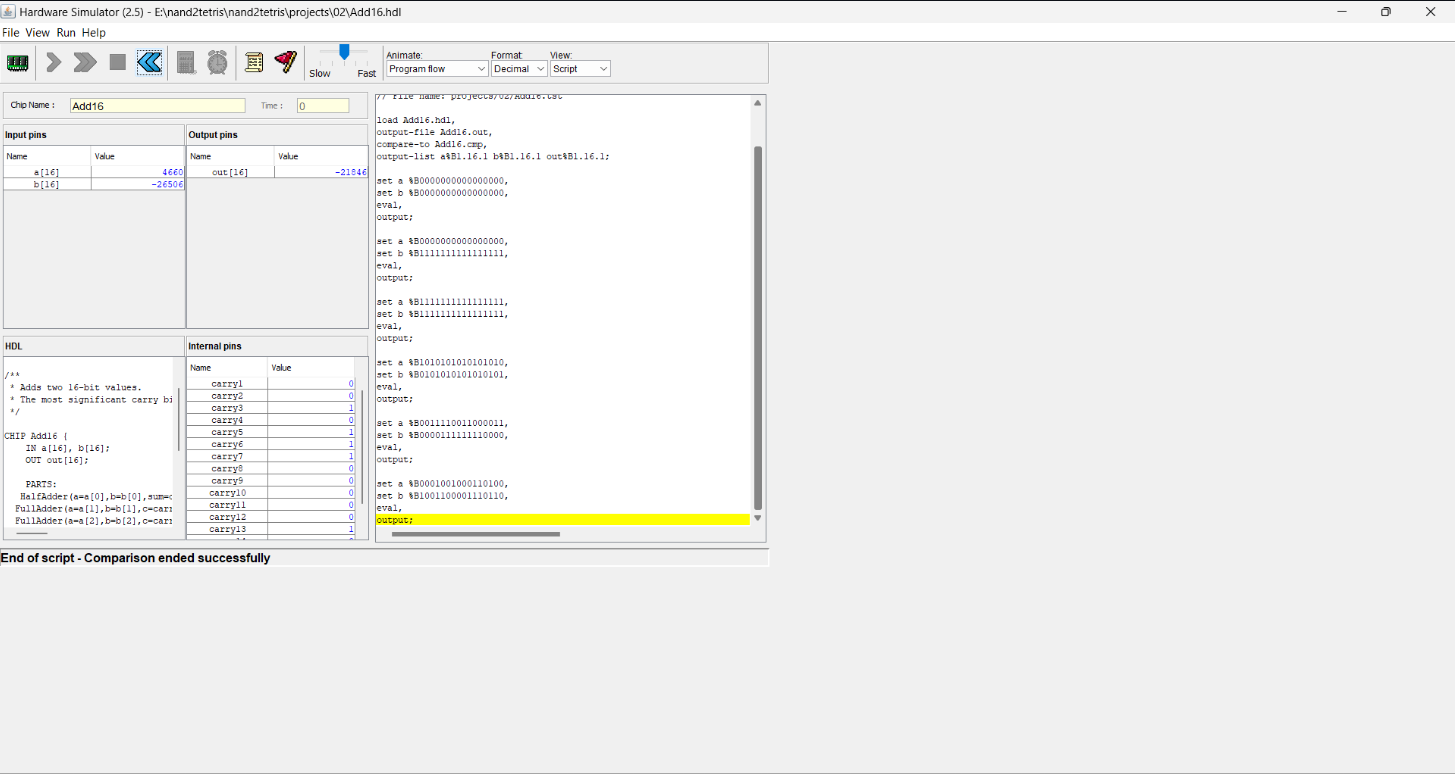 Hardware Simulator (2.5) - E:\nand2tetris\nand2tetris\projects\02\Add16.hdl
File View Run Help
Slow Fast
Animate: Format: View:
Program flow Decimal Script
Chip Name : Add16 Time : 0
Input pins
Name Value
a[16] 4660
b[16] -26506
Output pins
Name Value
out[16] -21846
HDL
/**
* Adds two 16-bit values.
* The most significant carry bi
*/
CHIP Add16 {
IN a[16], b[16];
OUT out[16];
PARTS:
HalfAdder(a=a[0],b=b[0],sum=o
FullAdder(a=a[1],b=b[1],c=carr
FullAdder(a=a[2],b=b[2],c=carr
Internal pins
Name Value
carry1 0
carry2 0
carry3 1
carry4 0
carry5 1
carry6 1
carry7 1
carry8 0
carry9 0
carry10 0
carry11 0
carry12 0
carry13 1
// File name: projects/02/Add16.tst
load Add16.hdl,
output-file Add16.out,
compare-to Add16.cmp,
output-list a%B1.16.1 b%B1.16.1 out%B1.16.1;
set a %B0000000000000000,
set b %B0000000000000000,
eval,
output;
set a %B0000000000000000,
set b %B1111111111111111,
eval,
output;
set a %B1111111111111111,
set b %B1111111111111111,
eval,
output;
set a %B1010101010101010,
set b %B0101010101010101,
eval,
output;
set a %B0011110011000011,
set b %B0000111111110000,
eval,
output;
set a %B0001001000110100,
set b %B1001100001110110,
eval,
output;
End of script - Comparison ended successfully